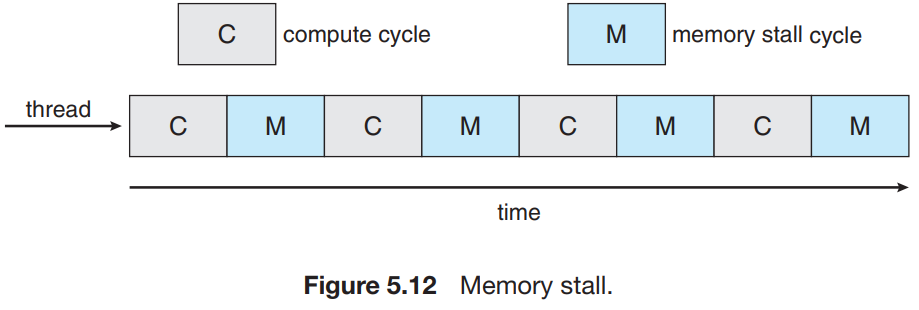 C compute cycle M memory stall cycle
thread
C M C M C M C M
time
Figure 5.12 Memory stall.